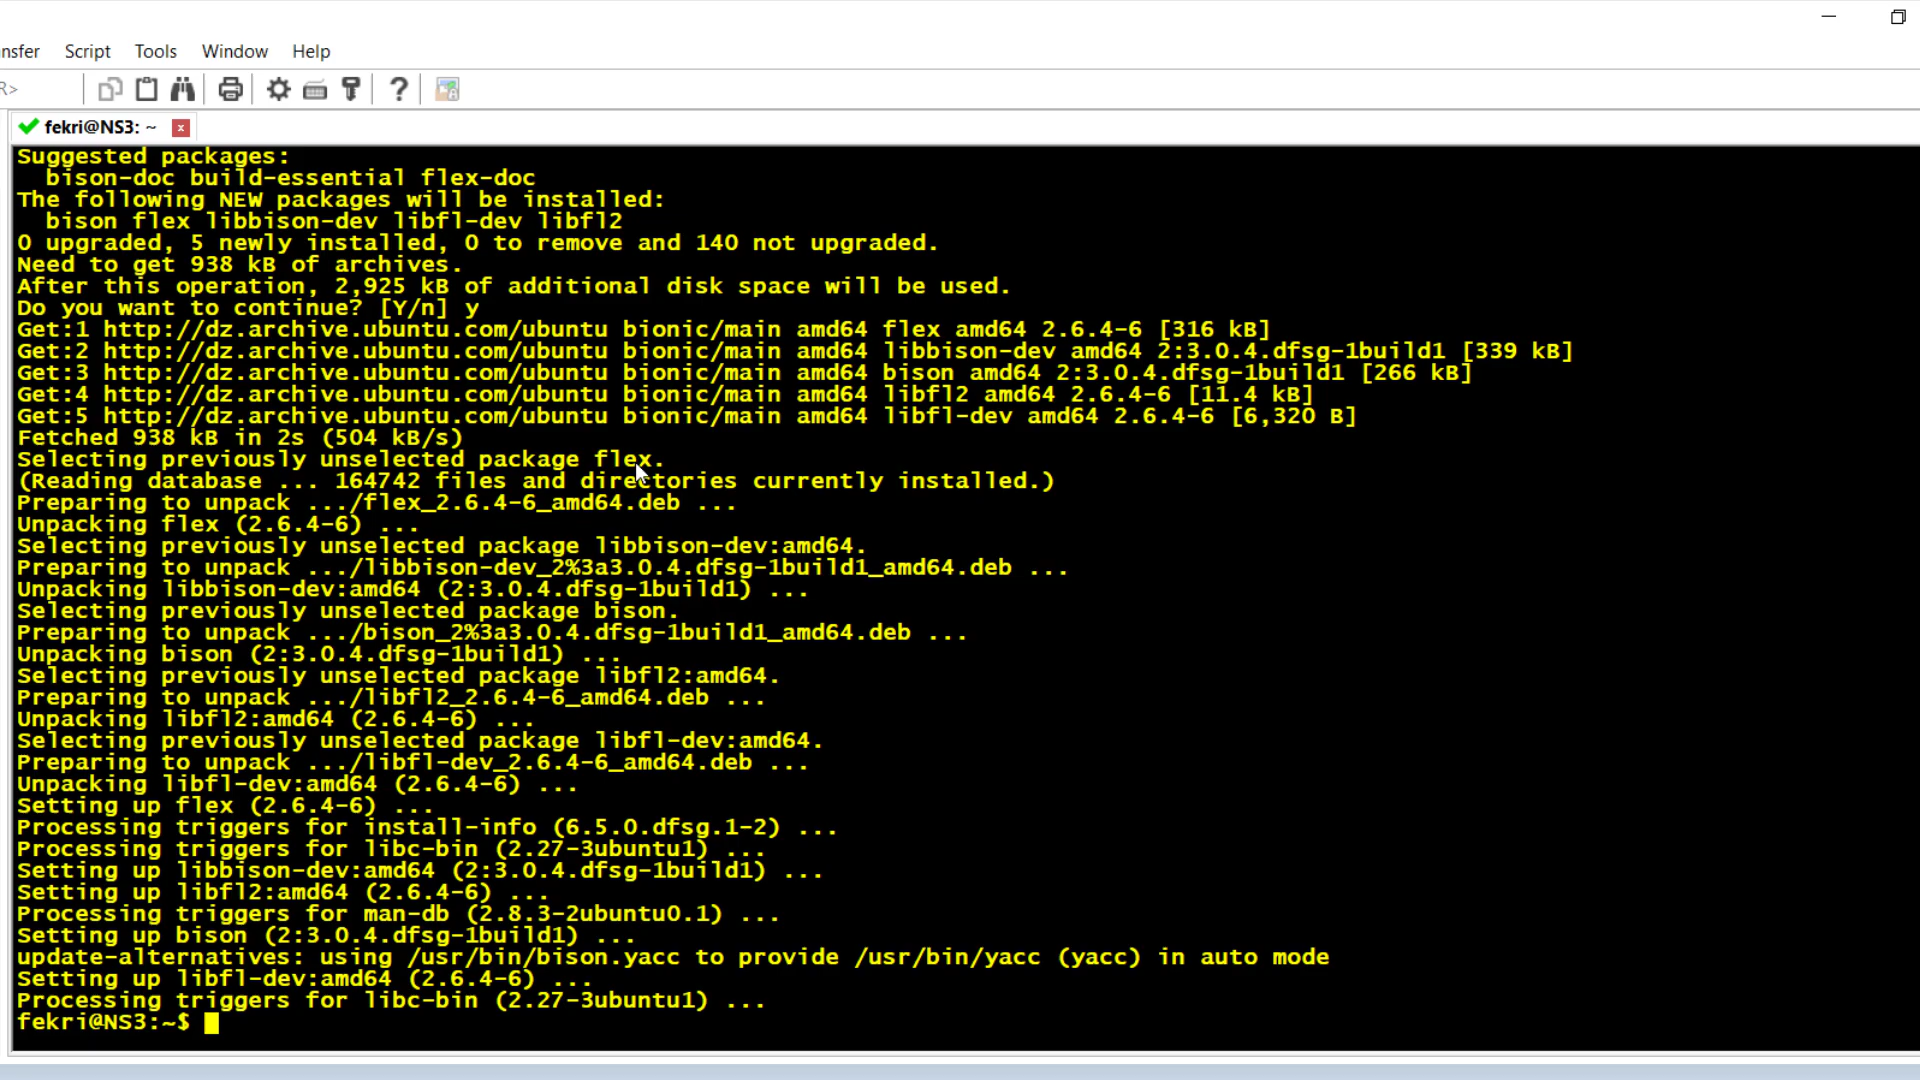 nsfer Script Tools Window Help
R>
fekri@NS3: ~
Suggested packages:
  bison-doc build-essential flex-doc
The following NEW packages will be installed:
  bison flex libbison-dev libfl-dev libfl2
0 upgraded, 5 newly installed, 0 to remove and 140 not upgraded.
Need to get 938 kB of archives.
After this operation, 2,925 kB of additional disk space will be used.
Do you want to continue? [Y/n] y
Get:1 http://dz.archive.ubuntu.com/ubuntu bionic/main amd64 flex amd64 2.6.4-6 [316 kB]
Get:2 http://dz.archive.ubuntu.com/ubuntu bionic/main amd64 libbison-dev amd64 2:3.0.4.dfsg-1build1 [339 kB]
Get:3 http://dz.archive.ubuntu.com/ubuntu bionic/main amd64 bison amd64 2:3.0.4.dfsg-1build1 [266 kB]
Get:4 http://dz.archive.ubuntu.com/ubuntu bionic/main amd64 libfl2 amd64 2.6.4-6 [11.4 kB]
Get:5 http://dz.archive.ubuntu.com/ubuntu bionic/main amd64 libfl-dev amd64 2.6.4-6 [6,320 B]
Fetched 938 kB in 2s (504 kB/s)
Selecting previously unselected package flex.
(Reading database ... 164742 files and directories currently installed.)
Preparing to unpack .../flex_2.6.4-6_amd64.deb ...
Unpacking flex (2.6.4-6) ...
Selecting previously unselected package libbison-dev:amd64.
Preparing to unpack .../libbison-dev_2%3a3.0.4.dfsg-1build1_amd64.deb ...
Unpacking libbison-dev:amd64 (2:3.0.4.dfsg-1build1) ...
Selecting previously unselected package bison.
Preparing to unpack .../bison_2%3a3.0.4.dfsg-1build1_amd64.deb ...
Unpacking bison (2:3.0.4.dfsg-1build1) ...
Selecting previously unselected package libfl2:amd64.
Preparing to unpack .../libfl2_2.6.4-6_amd64.deb ...
Unpacking libfl2:amd64 (2.6.4-6) ...
Selecting previously unselected package libfl-dev:amd64.
Preparing to unpack .../libfl-dev_2.6.4-6_amd64.deb ...
Unpacking libfl-dev:amd64 (2.6.4-6) ...
Setting up flex (2.6.4-6) ...
Processing triggers for install-info (6.5.0.dfsg.1-2) ...
Processing triggers for libc-bin (2.27-3ubuntu1) ...
Setting up libbison-dev:amd64 (2:3.0.4.dfsg-1build1) ...
Setting up libfl2:amd64 (2.6.4-6) ...
Processing triggers for man-db (2.8.3-2ubuntu0.1) ...
Setting up bison (2:3.0.4.dfsg-1build1) ...
update-alternatives: using /usr/bin/bison.yacc to provide /usr/bin/yacc (yacc) in auto mode
Setting up libfl-dev:amd64 (2.6.4-6) ...
Processing triggers for libc-bin (2.27-3ubuntu1) ...
fekri@NS3:~$